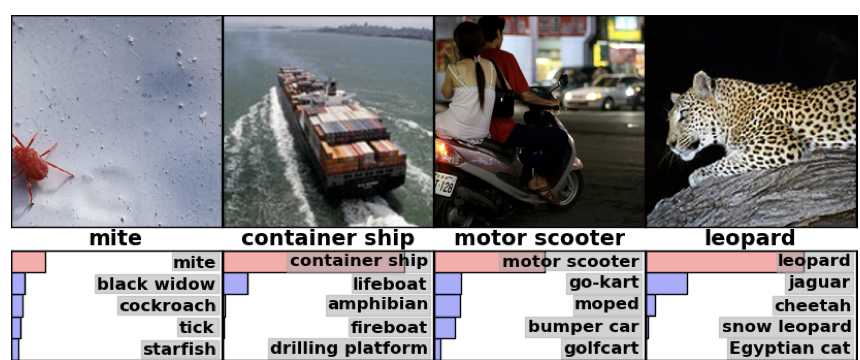 T 128
mite container ship motor scooter leopard
mite container ship motor scooter leopard
black widow lifeboat go-kart jaguar
cockroach amphibian moped cheetah
tick fireboat bumper car snow leopard
starfish drilling platform golfcart Egyptian cat